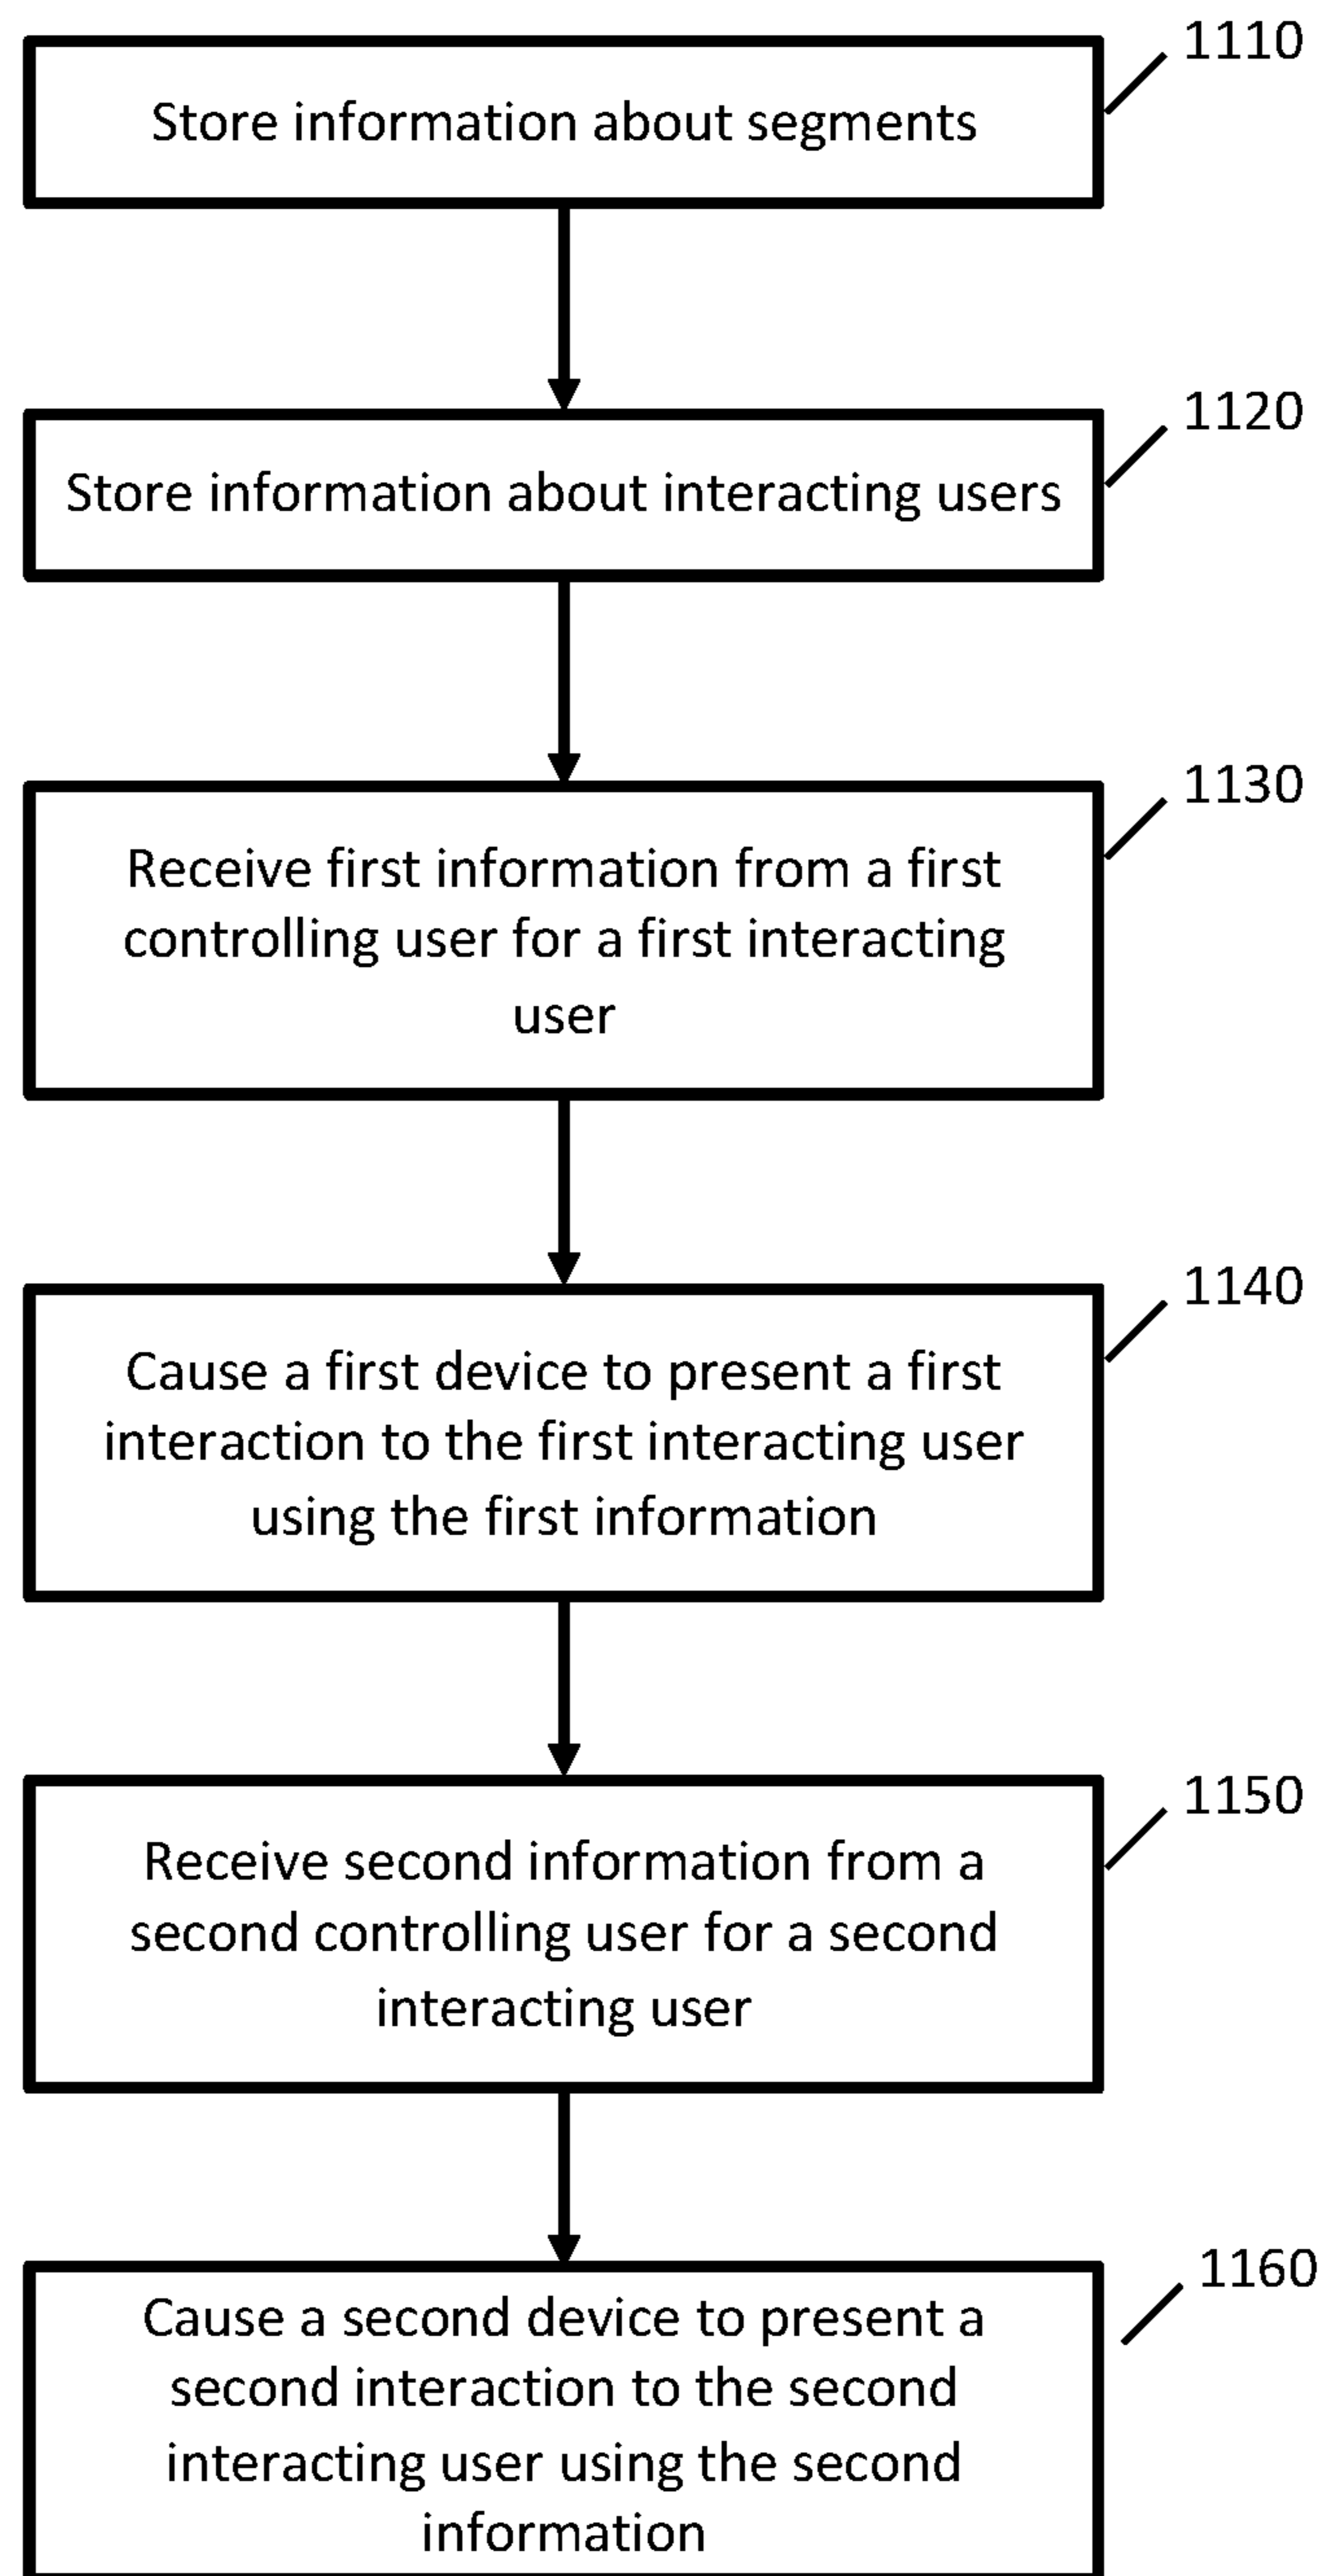 1110
Store information about segments
1120
Store information about interacting users
1130
Receive first information from a first
controlling user for a first interacting
user
1140
Cause a first device to present a first
interaction to the first interacting user
using the first information
1150
Receive second information from a
second controlling user for a second
interacting user
1160
Cause a second device to present a
second interaction to the second
interacting user using the second
information